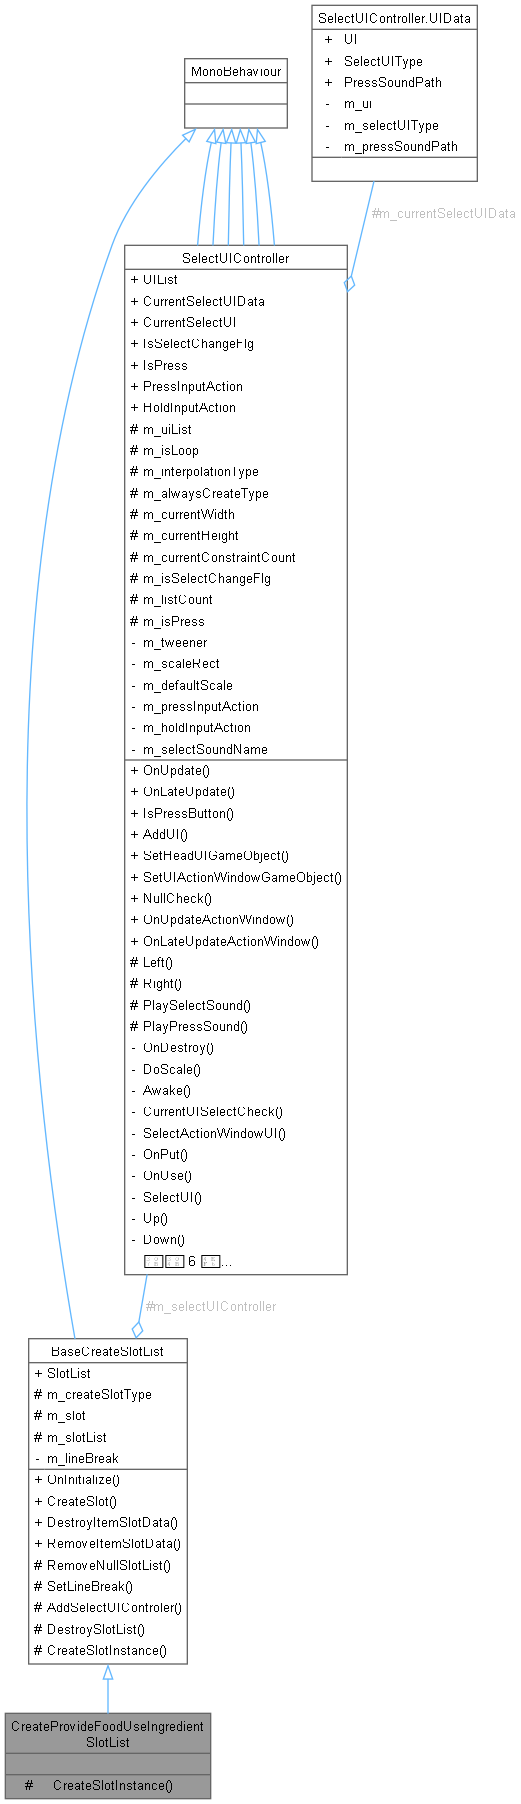 SelectUIController.UIData
+ UI
+ SelectUIType
+ PressSoundPath
- m_ui
- m_selectUIType
- m_pressSoundPath
MonoBehaviour
#m_currentSelectUIData
SelectUIController
+ UIList
+ CurrentSelectUIData
+ CurrentSelectUI
+ IsSelectChangeFlg
+ IsPress
+ PressInputAction
+ HoldInputAction
# m_uiList
# m_isLoop
# m_interpolationType
# m_alwaysCreateType
# m_currentWidth
# m_currentHeight
# m_currentConstraintCount
# m_isSelectChangeFlg
# m_listCount
# m_isPress
- m_tweener
- m_scaleRect
- m_defaultScale
- m_pressInputAction
- m_holdInputAction
- m_selectSoundName
+ OnUpdate()
+ OnLateUpdate()
+ IsPressButton()
+ AddUI()
+ SetHeadUIGameObject()
+ SetUIActionWindowGameObject()
+ NullCheck()
+ OnUpdateActionWindow()
+ OnLateUpdateActionWindow()
# Left()
# Right()
# PlaySelectSound()
# PlayPressSound()
- OnDestroy()
- DoScale()
- Awake()
- CurrentUISelectCheck()
- SelectActionWindowUI()
- OnPut()
- OnUse()
- SelectUI()
- Up()
- Down()
6 ...
#m_selectUIController
BaseCreateSlotList
+ SlotList
# m_createSlotType
# m_slot
# m_slotList
- m_lineBreak
+ OnInitialize()
+ CreateSlot()
+ DestroyItemSlotData()
+ RemoveItemSlotData()
# RemoveNullSlotList()
# SetLineBreak()
# AddSelectUIControler()
# DestroySlotList()
# CreateSlotInstance()
CreateProvideFoodUseIngredient
SlotList
# CreateSlotInstance()